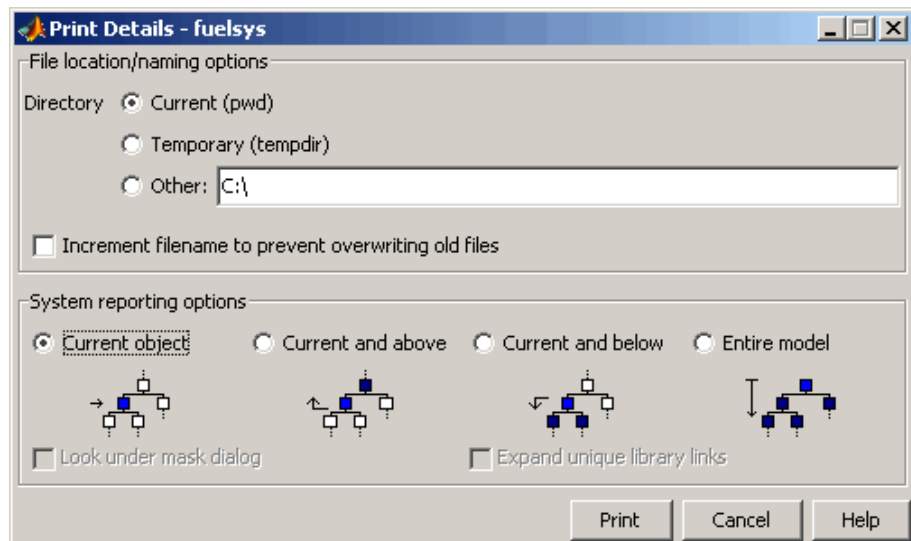 Print Details - fuelsys
File location/naming options
Directory Current (pwd)
Temporary (tempdir)
Other: C:\
Increment filename to prevent overwriting old files
System reporting options
Current object Current and above Current and below Entire model
Look under mask dialog Expand unique library links
Print Cancel Help